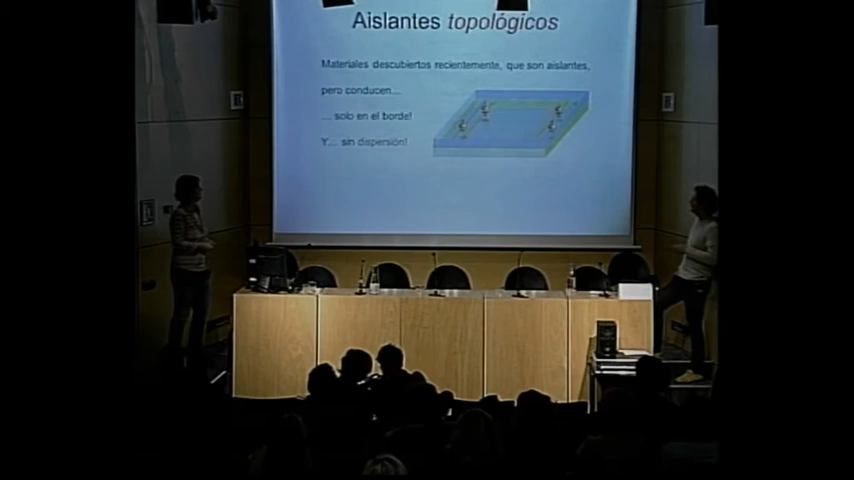 Aislantes topológicos
Materiales descubiertos recientemente, que son aislantes,
pero conducen...
... solo en el borde!
Y... sin dispersión!